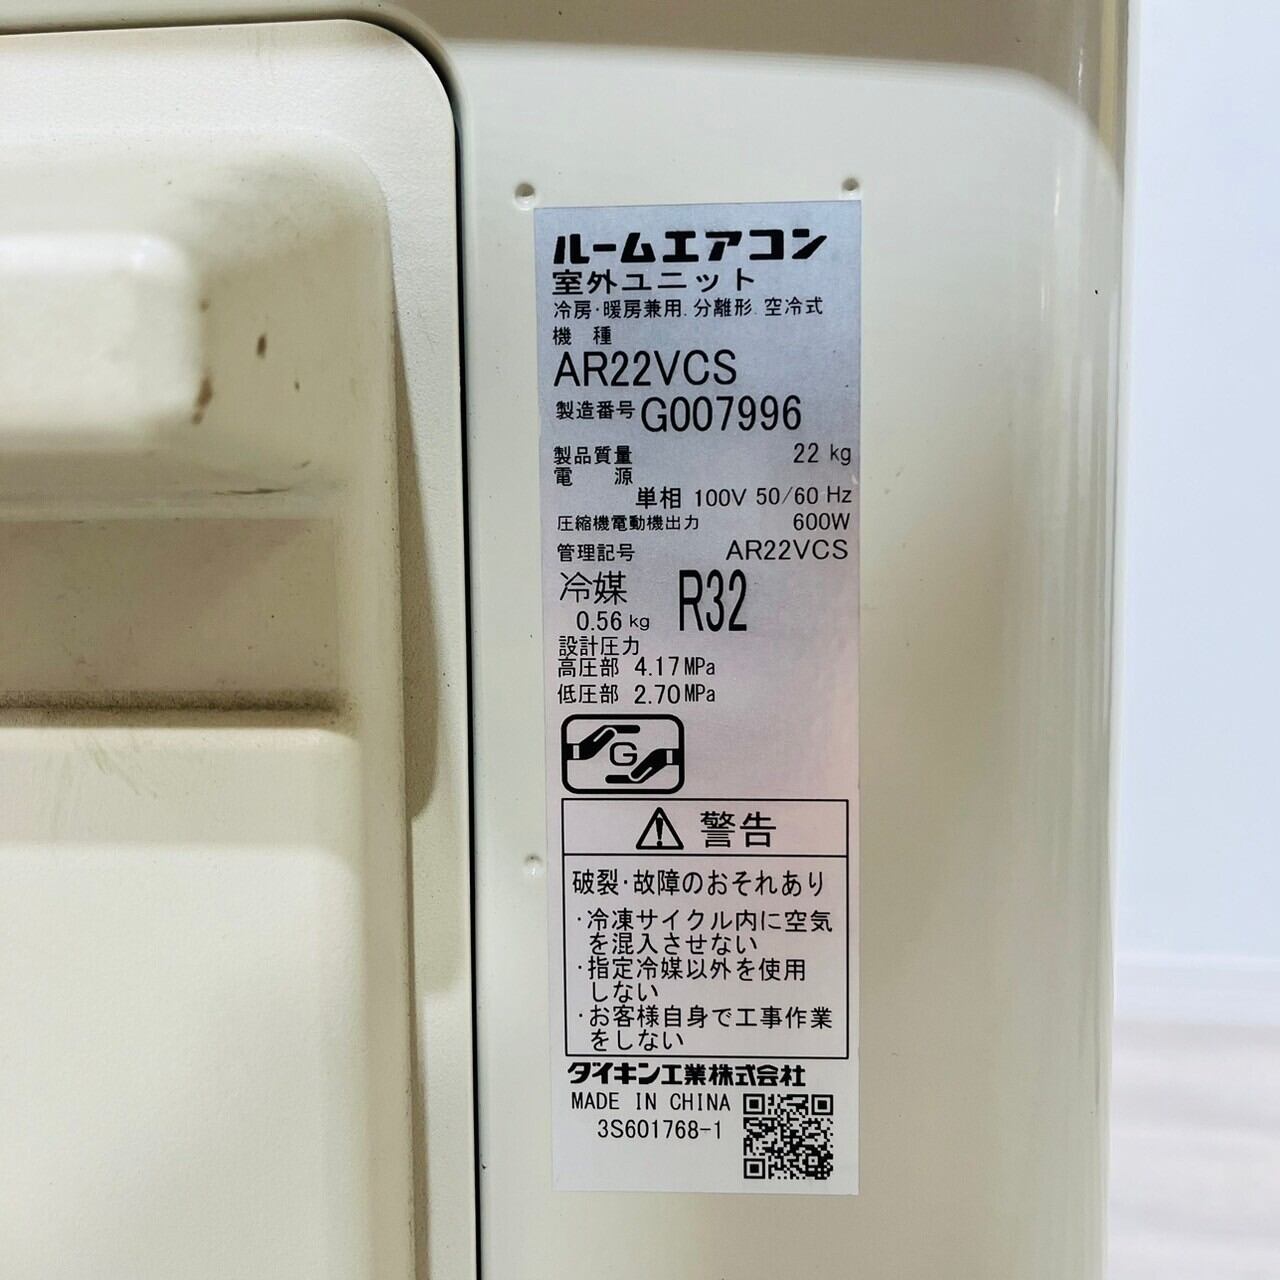 ルームエアコン
室外ユニット
冷房・暖房兼用.分離形.空冷式
機 種
AR22VCS
製造番号 G007996
製品質量 22 kg
電 源
単相 100V 50/60 Hz
圧縮機電動機出力 600W
管理記号 AR22VCS
冷媒 R32
0.56 kg
設計圧力
高圧部 4.17MPa
低圧部 2.70MPa
G
警告
破裂・故障のおそれあり
・冷凍サイクル内に空気
を混入させない
・指定冷媒以外を使用
しない
・お客様自身で工事作業
をしない
ダイキン工業株式会社
MADE IN CHINA
3S601768-1